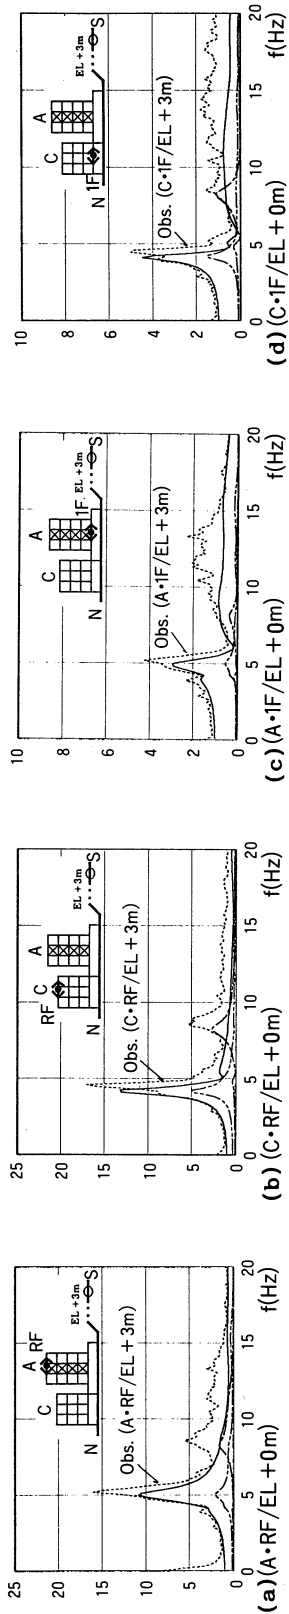 25
20
15
10
5
0
0
5
10
15
20
f(Hz)
A RF
C
EL +3m
N
S
Obs. (A•RF/EL +3m)
(a)(A•RF/EL +0m)
25
20
15
10
5
0
0
5
10
15
20
f(Hz)
A
RF C
EL +3m
N
S
Obs. (C•RF/EL +3m)
(b)(C•RF/EL +0m)
10
8
6
4
2
0
0
5
10
15
20
f(Hz)
A
C
1F. EL +3m
N
S
Obs. (A•1F/EL +3m)
(c)(A•1F/EL +0m)
10
8
6
4
2
0
0
5
10
15
20
f(Hz)
A
C
EL +3m
1F
N
S
Obs. (C•1F/EL +3m)
(d)(C•1F/EL +0m)